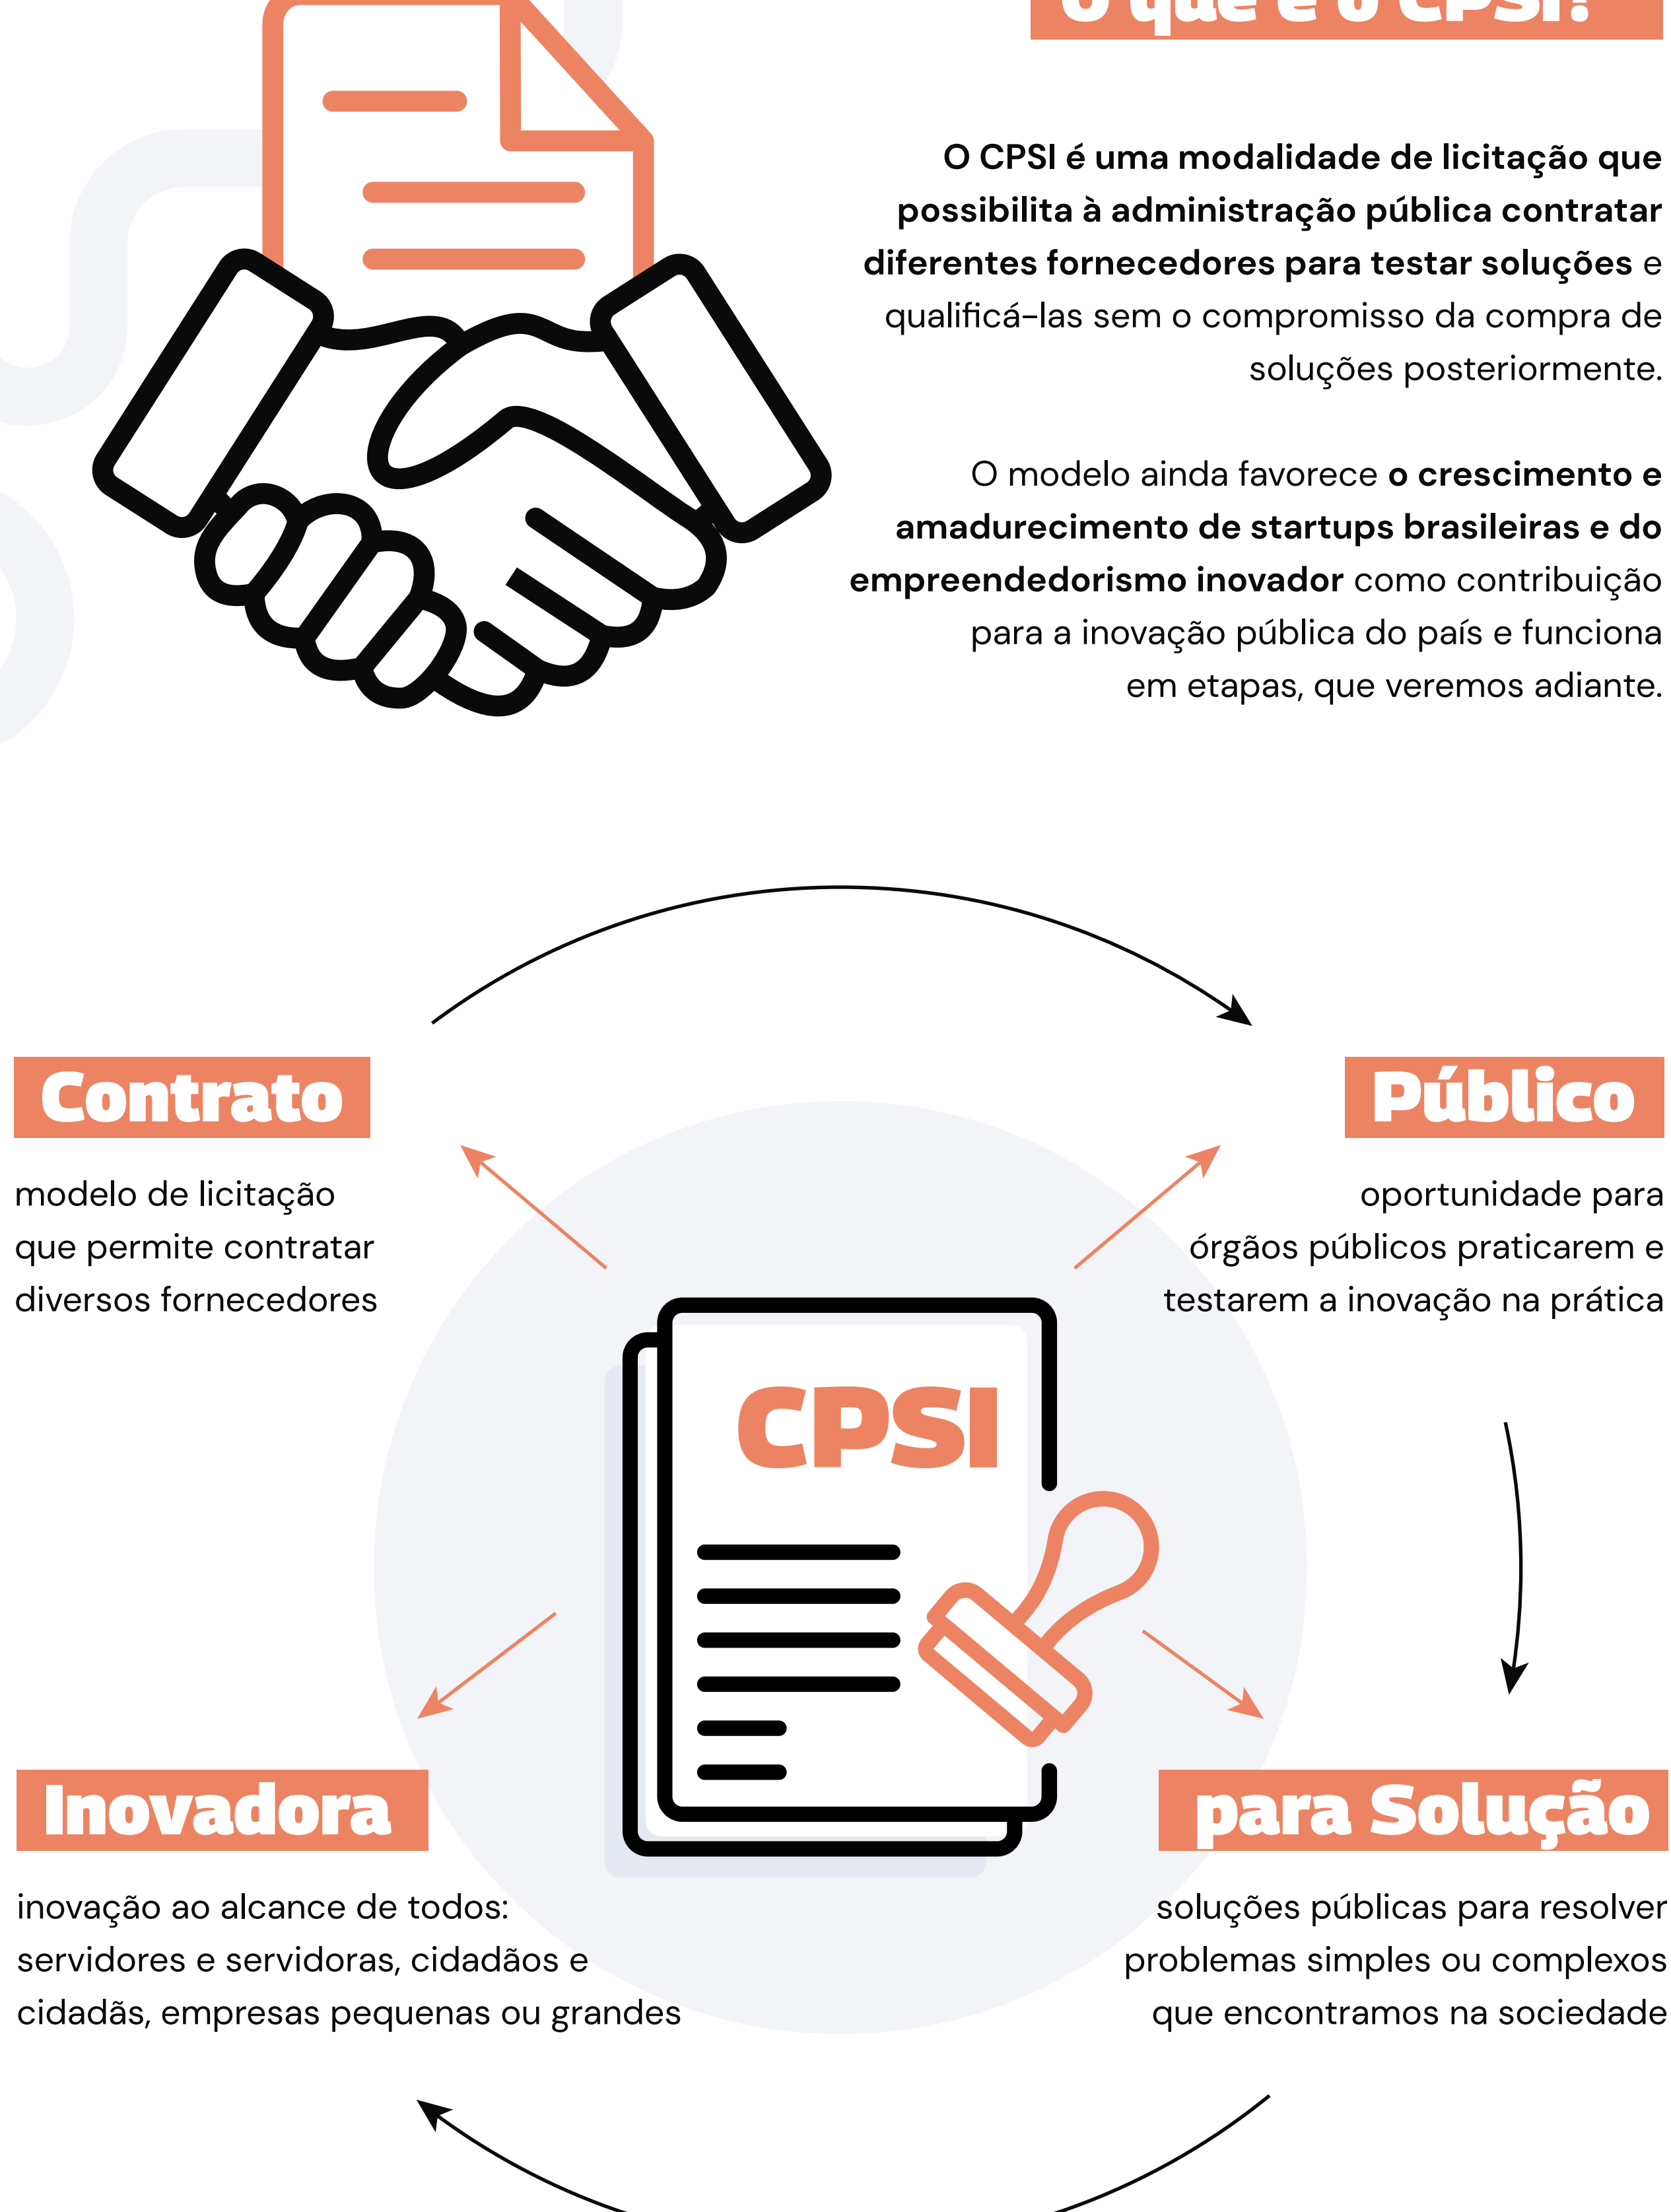 O que é o CPSI?
O CPSI é uma modalidade de licitação que
possibilita à administração pública contratar
diferentes fornecedores para testar soluções e
qualificá-las sem o compromisso da compra de
soluções posteriormente.
O modelo ainda favorece o crescimento e
amadurecimento de startups brasileiras e do
empreendedorismo inovador como contribuição
para a inovação pública do país e funciona
em etapas, que veremos adiante.
Contrato
modelo de licitação
que permite contratar
diversos fornecedores
Público
oportunidade para
órgãos públicos praticarem e
testarem a inovação na prática
CPSI
Inovadora
inovação ao alcance de todos:
servidores e servidoras, cidadãos e
cidadãs, empresas pequenas ou grandes
para Solução
soluções públicas para resolver
problemas simples ou complexos
que encontramos na sociedade